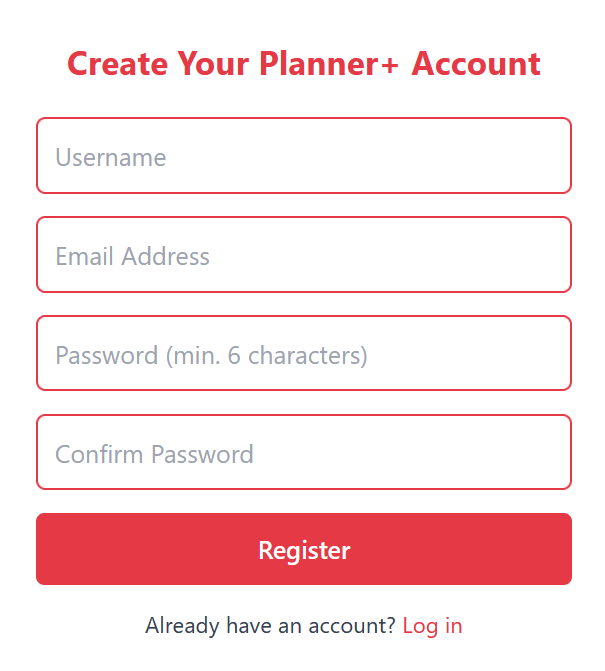 Create Your Planner+ Account
Username
Email Address
Password (min. 6 characters)
Confirm Password
Register
Already have an account? Log in